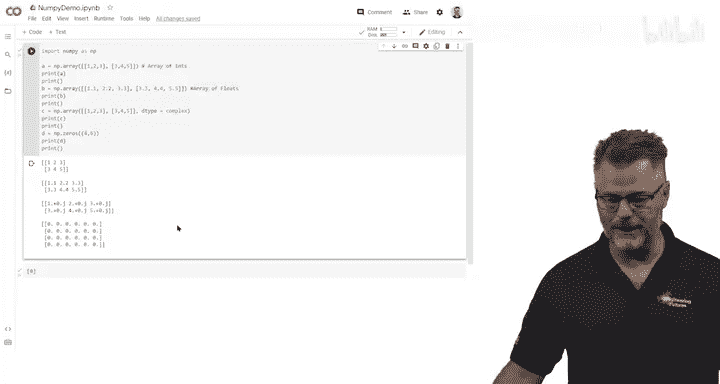 NumpyDemo.ipynb
File Edit View Insert Runtime Tools Help All changes saved
Comment Share
+ Code + Text
RAM
Disk
Editing
import numpy as np
a = np.array([[1,2,3], [3,4,5]]) # Array of ints
print(a)
print()
b = np.array([[1.1, 2.2, 3.3], [3.3, 4.4, 5.5]]) #Array of Floats
print(b)
print()
c = np.array([[1,2,3], [3,4,5]], dtype = complex)
print(c)
print()
d = np.zeros((4,6))
print(d)
print()
[[1 2 3]
[3 4 5]]
[[1.1 2.2 3.3]
[3.3 4.4 5.5]]
[[1.+0.j 2.+0.j 3.+0.j]
[3.+0.j 4.+0.j 5.+0.j]]
[[0. 0. 0. 0. 0. 0.]
[0. 0. 0. 0. 0. 0.]
[0. 0. 0. 0. 0. 0.]
[0. 0. 0. 0. 0. 0.]]
bilibili